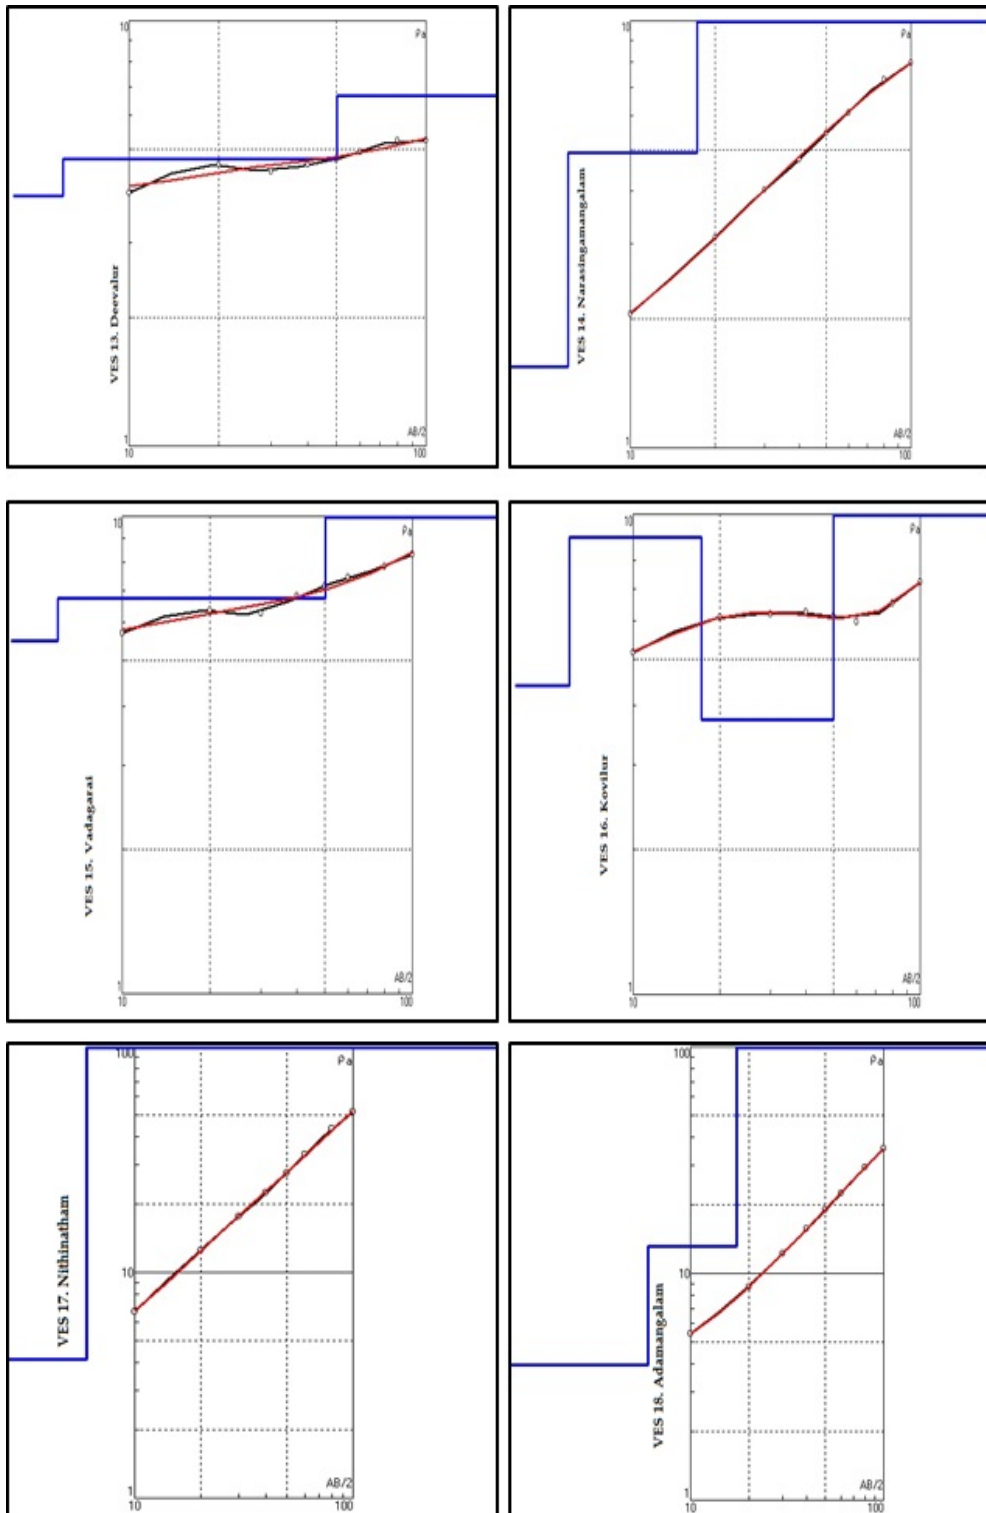 10
ρa
VES 13. Deevalur
AB/2
1
10
100
10
ρa
VES 14. Narasingamangalam
AB/2
1
10
100
10
ρa
VES 15. Vadagarai
AB/2
1
10
100
10
ρa
VES 16. Kovilur
AB/2
1
10
100
100
ρa
VES 17. Nithinatham
10
AB/2
1
10
100
100
ρa
10
VES 18. Adamangalam
AB/2
1
10
100